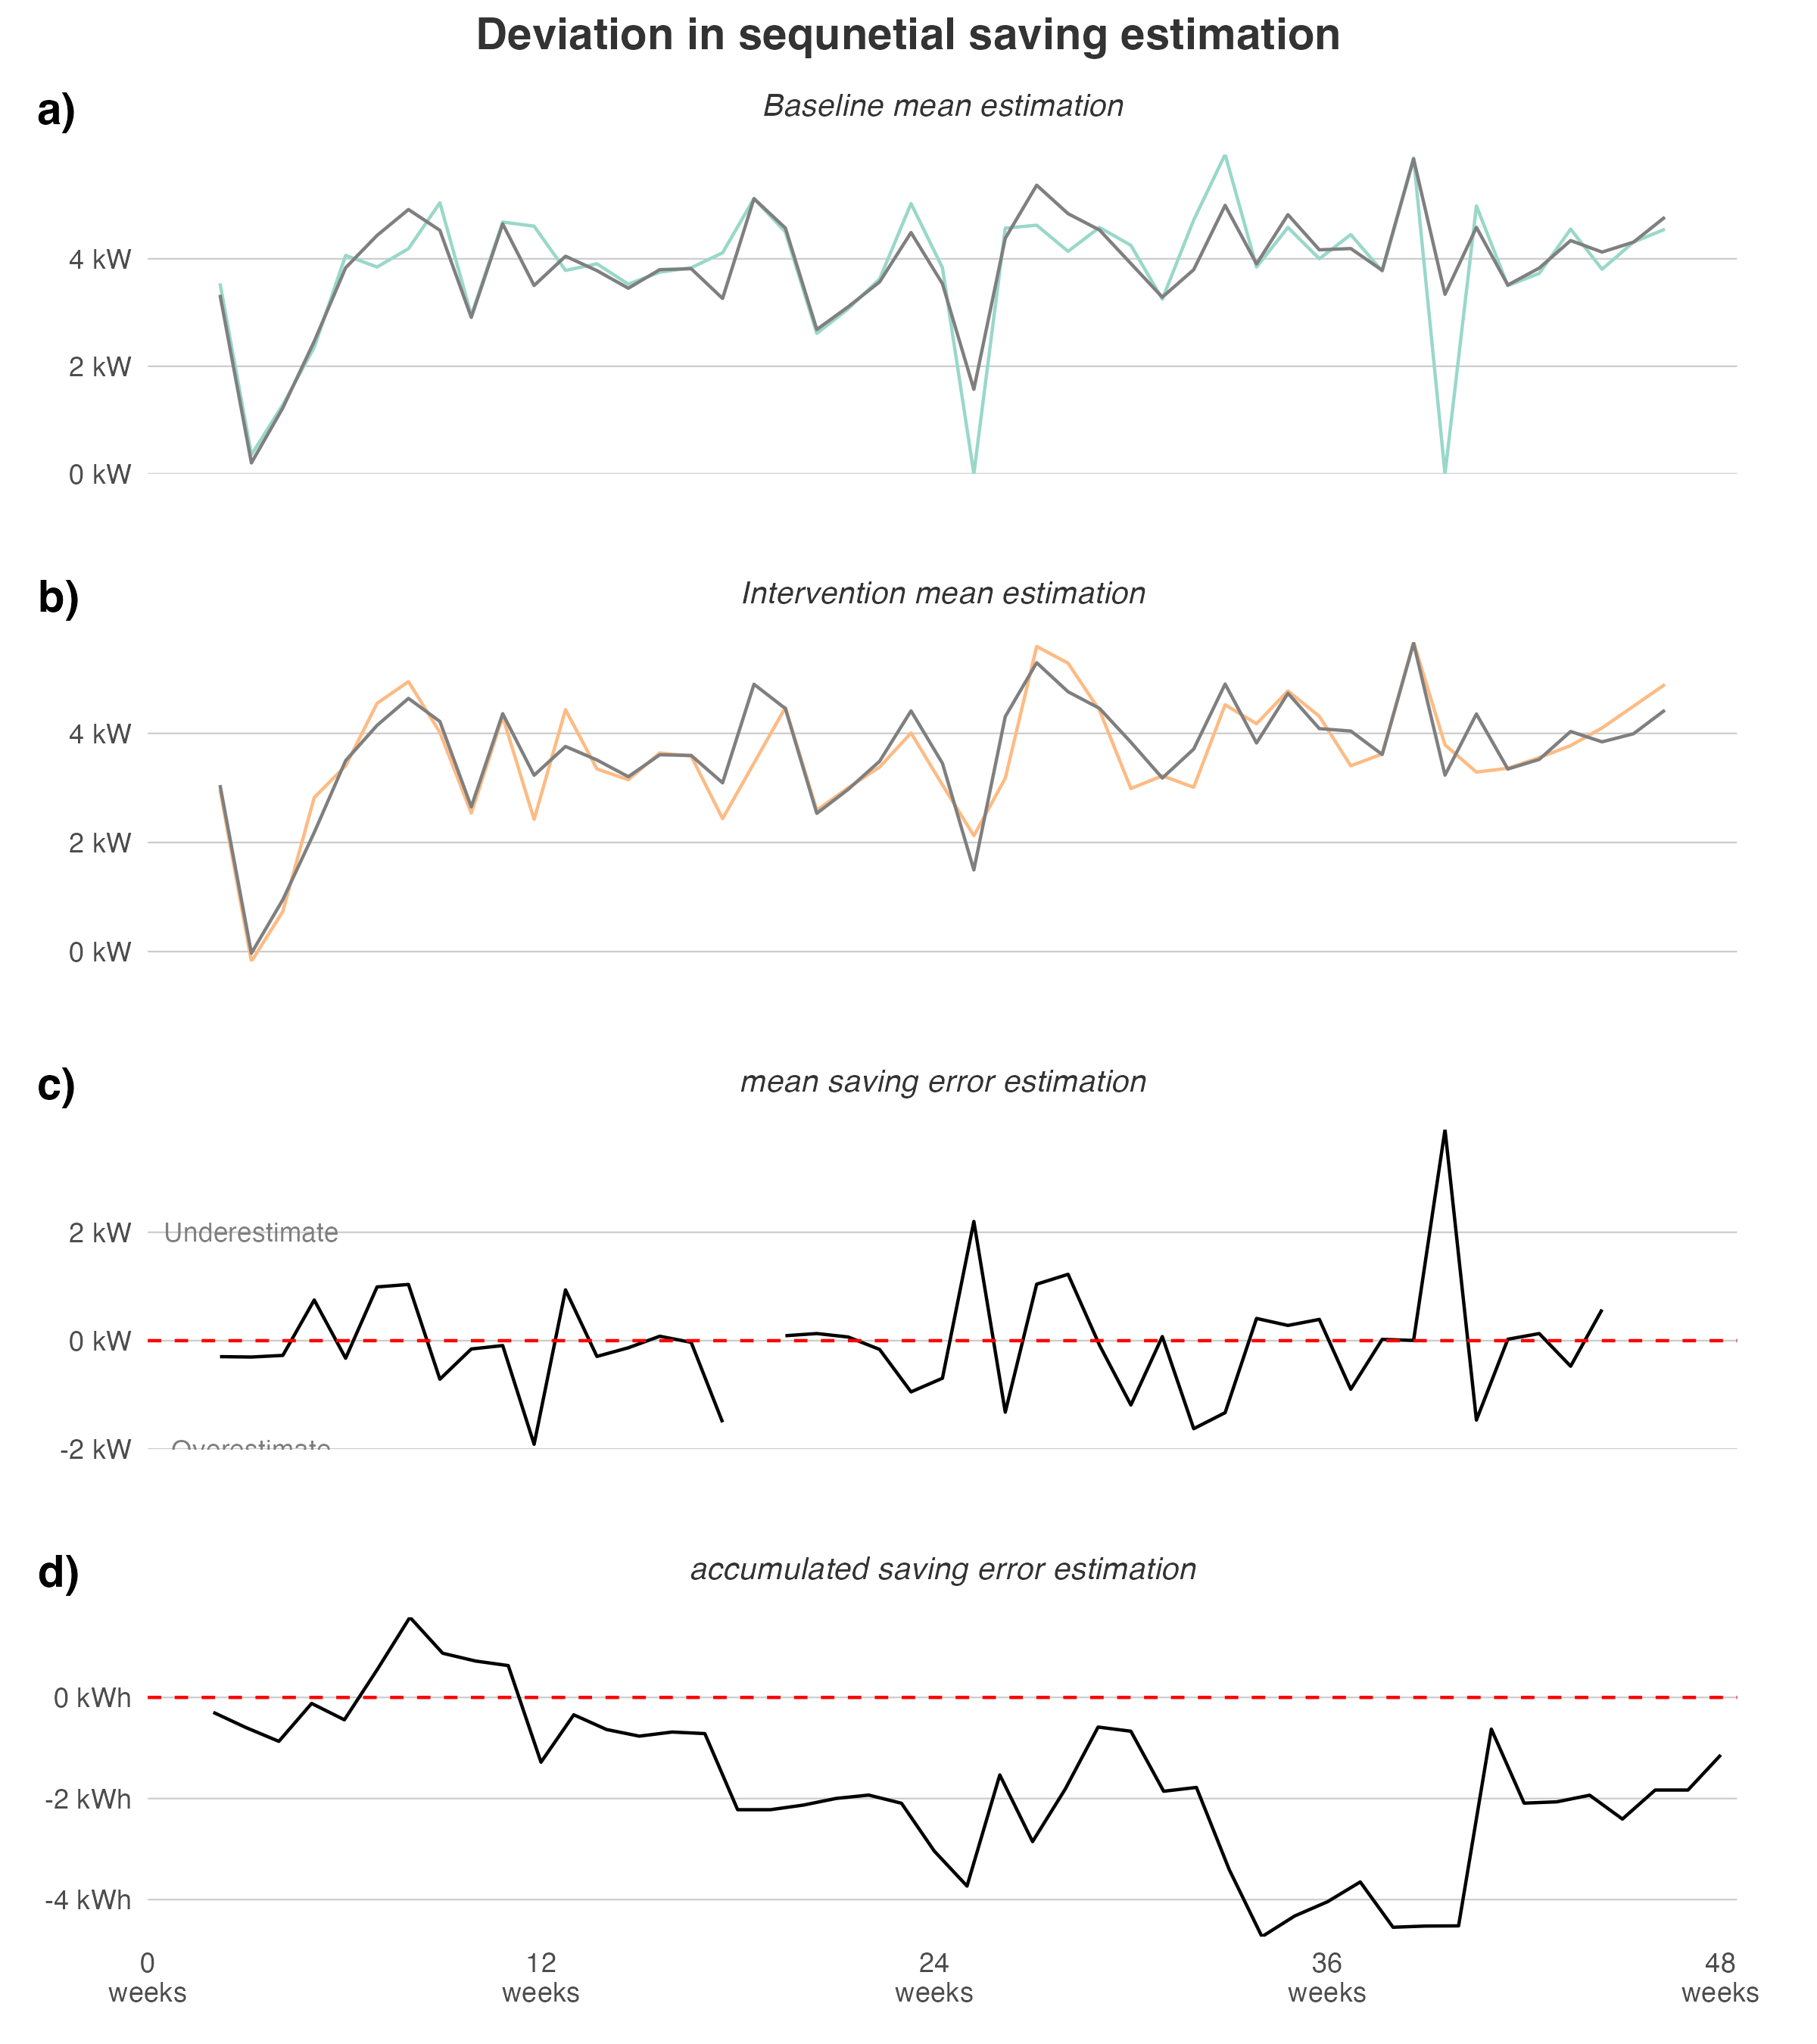 Deviation in sequnetial saving estimation
a)
Baseline mean estimation
4 kW
2 kW
0 kW
b)
Intervention mean estimation
4 kW
2 kW
0 kW
c)
mean saving error estimation
2 kW
Underestimate
0 kW
-2 kW
Overestimate
d)
accumulated saving error estimation
0 kWh
-2 kWh
-4 kWh
0 weeks
12 weeks
24 weeks
36 weeks
48 weeks